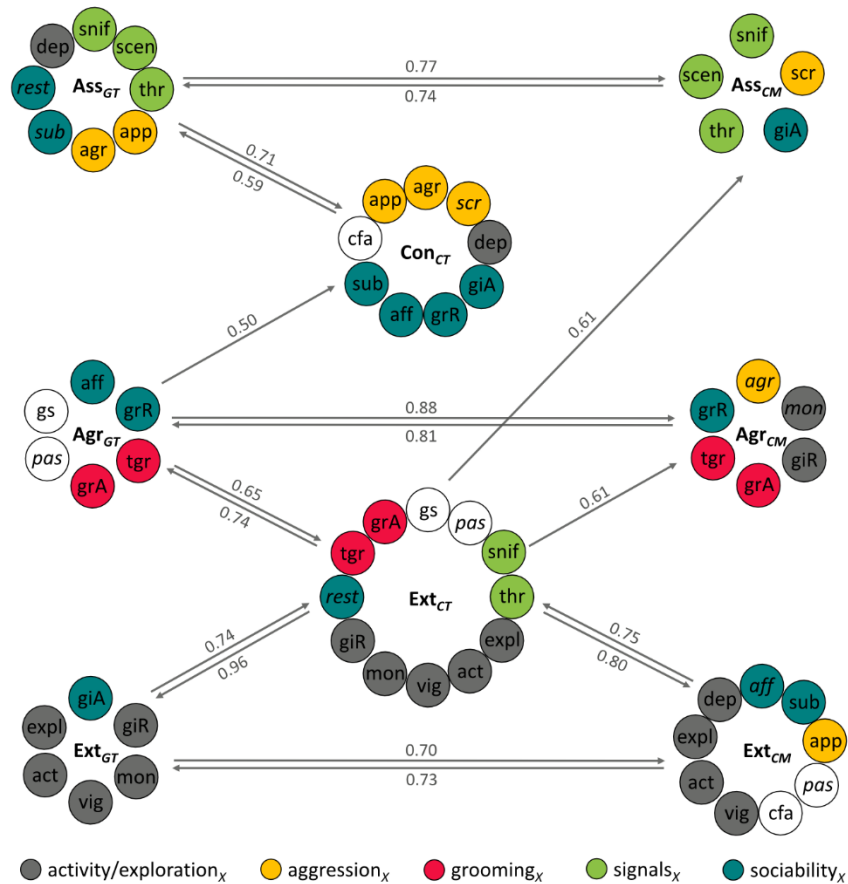 snif
dep
scen
rest
Ass_GT
thr
sub
agr
app
0.77
0.74
snif
scen
Ass_CM
scr
thr
giA
0.71
0.59
app
agr
scr
cfa
Con_CT
dep
sub
giA
aff
grR
0.50
0.61
aff
gs
grR
Agr_GT
pas
tgr
grA
0.88
0.81
agr
grR
mon
Agr_CM
tgr
giR
grA
0.65
0.74
0.61
gs
grA
pas
tgr
snif
rest
Ext_CT
thr
giR
expl
mon
act
vig
0.74
0.96
0.75
0.80
giA
expl
giR
Ext_GT
act
mon
vig
0.70
0.73
aff
dep
sub
expl
Ext_CM
app
act
pas
vig
cfa
activity/exploration_X aggression_X grooming_X signals_X sociability_X